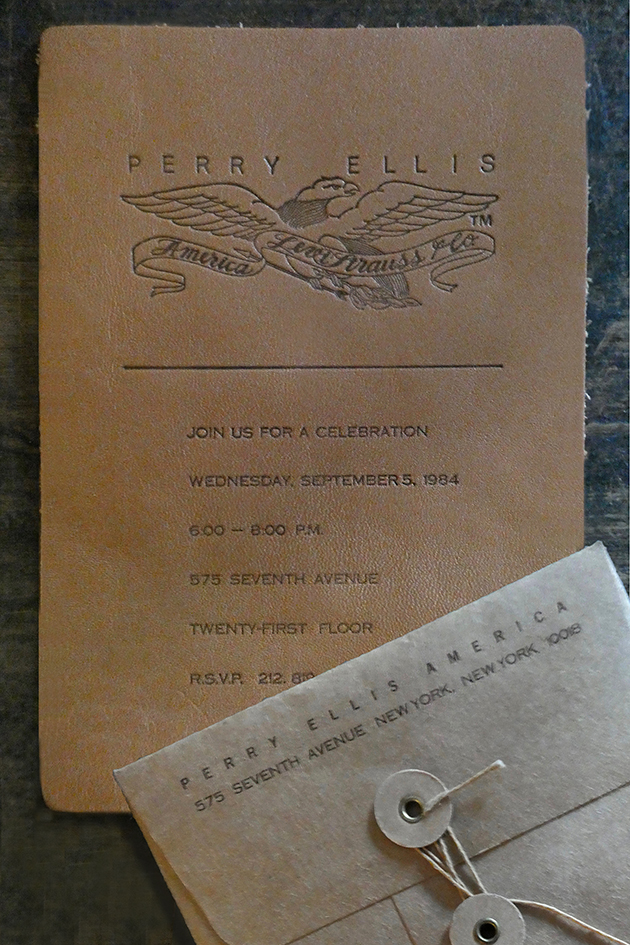 PERRY ELLIS
TM
America Levi Strauss & Co
JOIN US FOR A CELEBRATION
WEDNESDAY, SEPTEMBER 5, 1984
6:00 — 8:00 P.M.
575 SEVENTH AVENUE
TWENTY-FIRST FLOOR
R.S.V.P. 212.
PERRY ELLIS AMERICA
575 SEVENTH AVENUE NEW YORK, NEW YORK, 10018